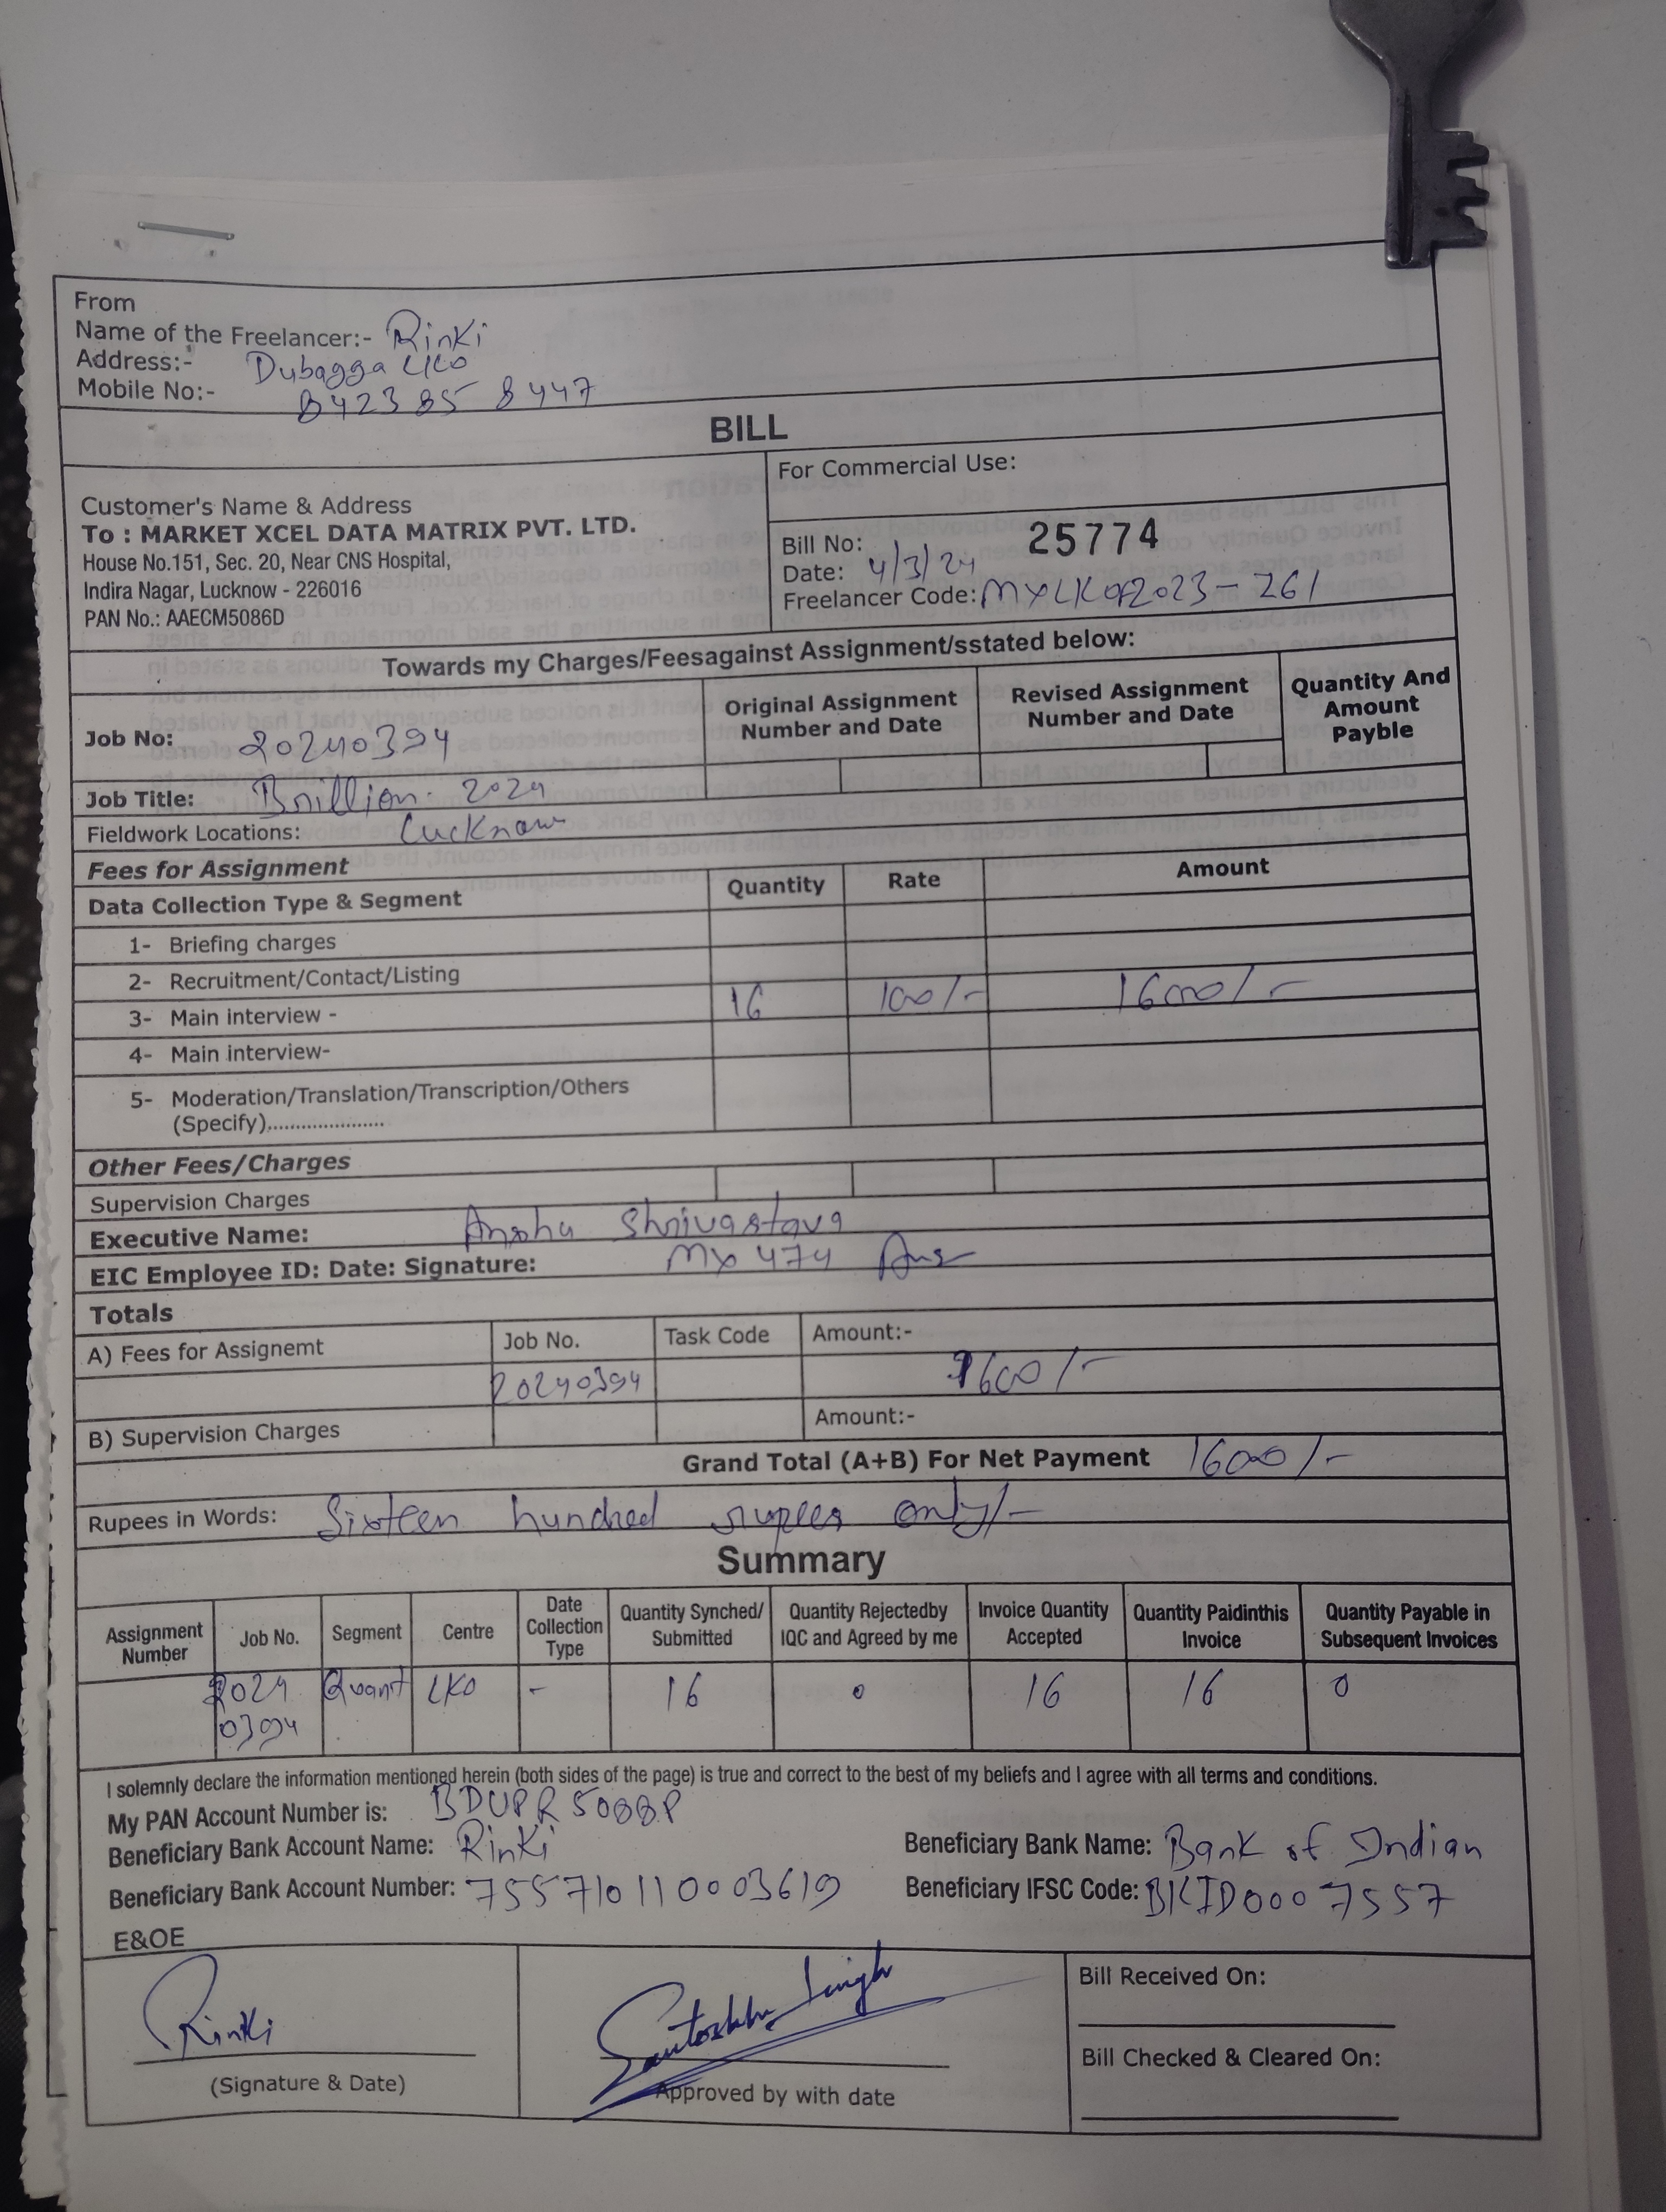 From
Name of the Freelancer:- Rinki
Address:- Dubagga LKO
Mobile No:- 8423858447
BILL
Customer's Name & Address
To : MARKET XCEL DATA MATRIX PVT. LTD.
House No.151, Sec. 20, Near CNS Hospital,
Indira Nagar, Lucknow - 226016
PAN No.: AAECM5086D
For Commercial Use:
Bill No: 25774
Date: 4/3/24
Freelancer Code: 2023-261
Towards my Charges/Feesagainst Assignment/sstated below:
Job No: 20240394
Original Assignment Number and Date
Revised Assignment Number and Date
Quantity And Amount Payble
Job Title: Brillion 2024
Fieldwork Locations: Lucknow
Fees for Assignment
Data Collection Type & Segment Quantity Rate Amount
1- Briefing charges
2- Recruitment/Contact/Listing
3- Main interview - 16 100/- 1600/-
4- Main interview-
5- Moderation/Translation/Transcription/Others
(Specify).....................
Other Fees/Charges
Supervision Charges
Executive Name: Anshu Shrivastava
EIC Employee ID: Date: Signature: MX 474
Totals
A) Fees for Assignemt Job No. Task Code Amount:-
20240394 1600/-
B) Supervision Charges Amount:-
Grand Total (A+B) For Net Payment 1600/-
Rupees in Words: Sixteen hundred rupees only/-
Summary
Assignment Number Job No. Segment Centre Date Collection Type Quantity Synched/ Submitted Quantity Rejectedby IQC and Agreed by me Invoice Quantity Accepted Quantity Paidinthis Invoice Quantity Payable in Subsequent Invoices
2024 0394 Quant LKO - 16 0 16 16 0
I solemnly declare the information mentioned herein (both sides of the page) is true and correct to the best of my beliefs and I agree with all terms and conditions.
My PAN Account Number is: BDUPR5088P
Beneficiary Bank Account Name: Rinki Beneficiary Bank Name: Bank of Indian
Beneficiary Bank Account Number: 755710110003619 Beneficiary IFSC Code: BKID0007557
E&OE
Rinki
(Signature & Date)
Santoshh Singh
Approved by with date
Bill Received On:
Bill Checked & Cleared On: